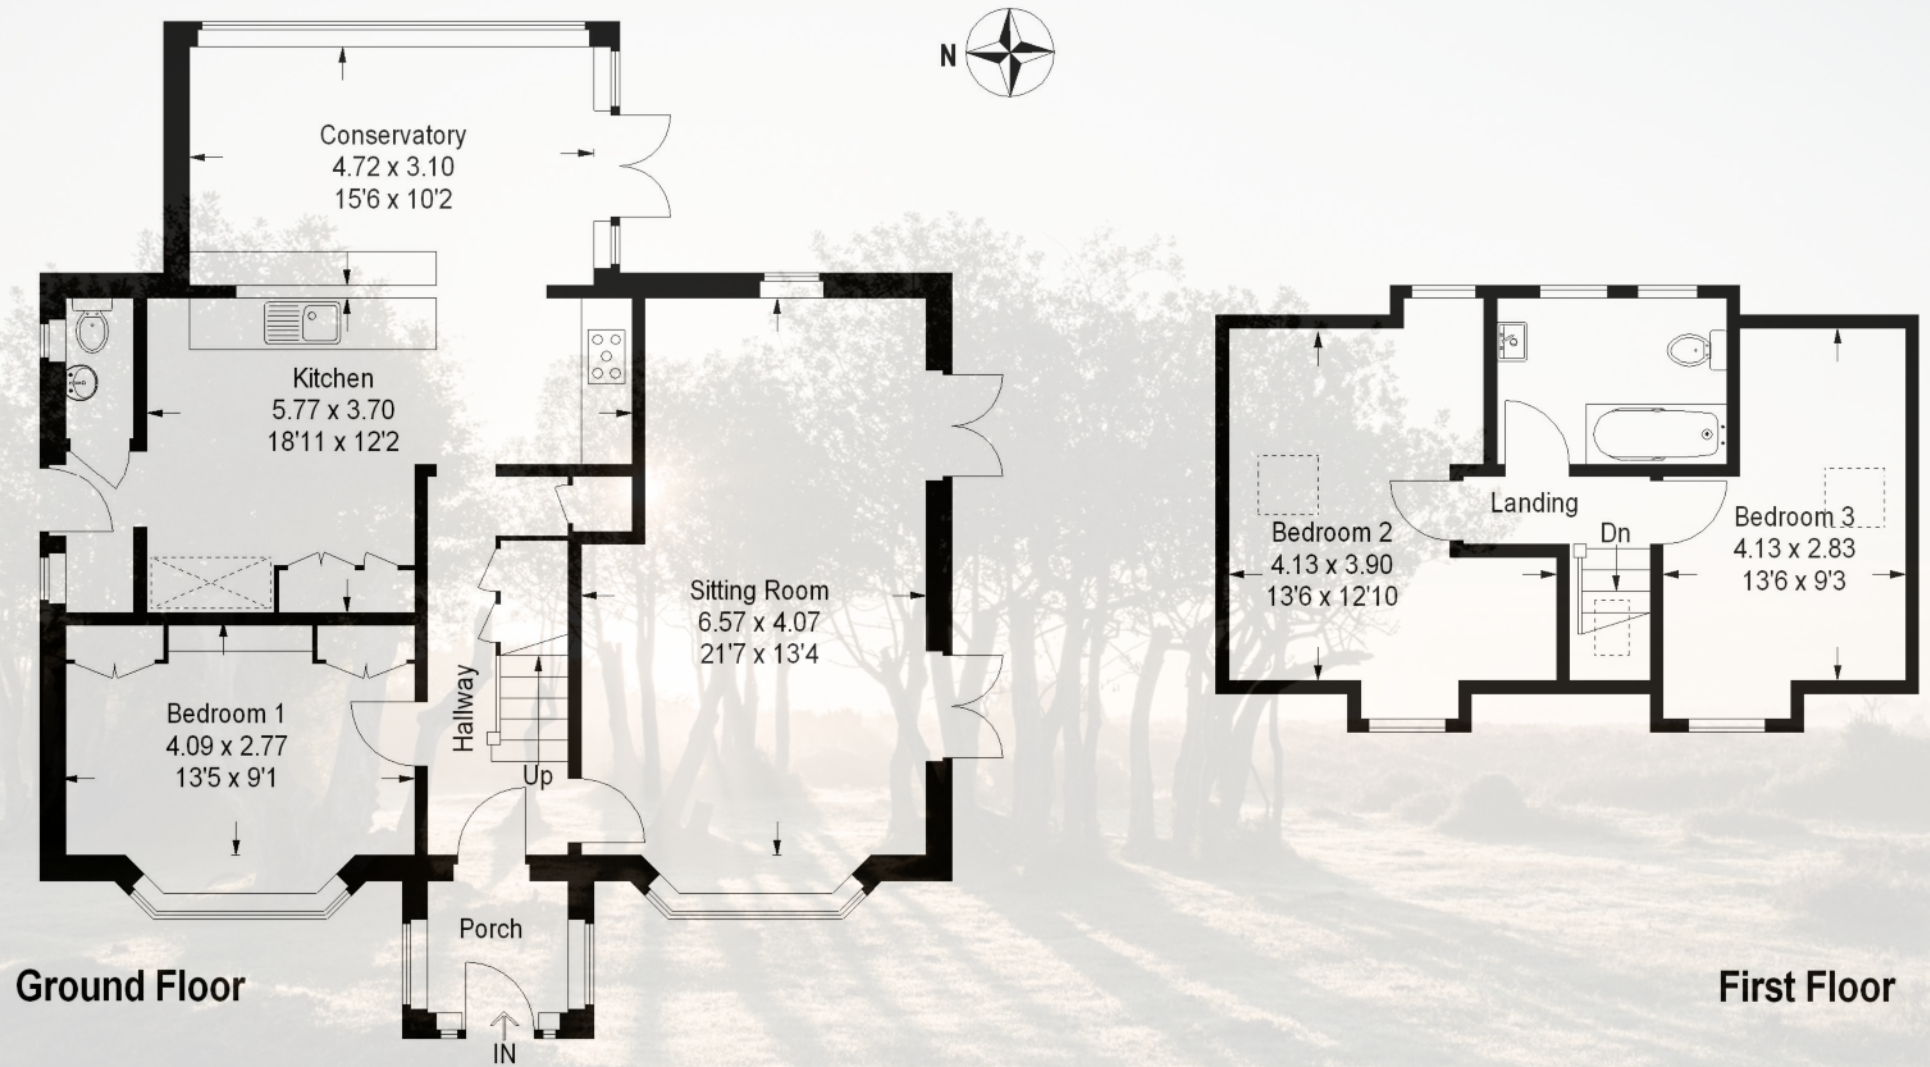 N
Conservatory
4.72 x 3.10
15'6 x 10'2
Kitchen
5.77 x 3.70
18'11 x 12'2
Sitting Room
6.57 x 4.07
21'7 x 13'4
Hallway
Up
Bedroom 1
4.09 x 2.77
13'5 x 9'1
Porch
IN
Ground Floor
Landing
Dn
Bedroom 2
4.13 x 3.90
13'6 x 12'10
Bedroom 3
4.13 x 2.83
13'6 x 9'3
First Floor